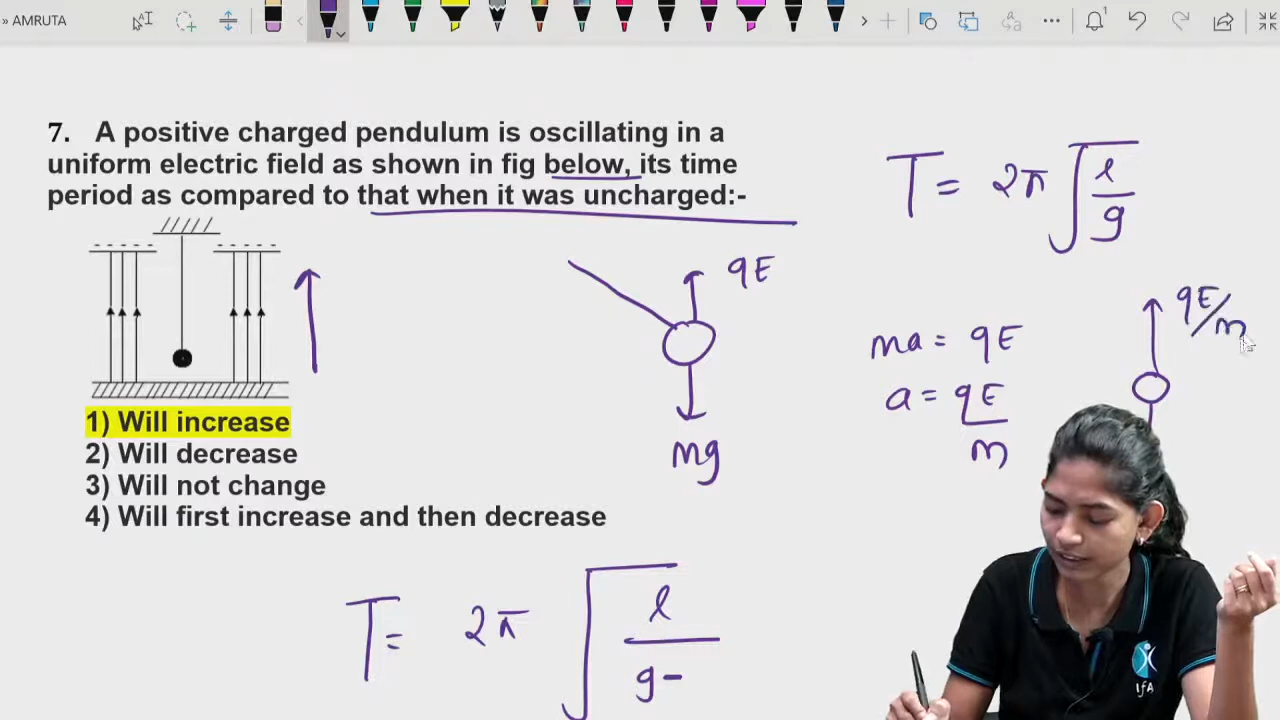 » AMRUTA
7. A positive charged pendulum is oscillating in a
uniform electric field as shown in fig below, its time
period as compared to that when it was uncharged:-
1) Will increase
2) Will decrease
3) Will not change
4) Will first increase and then decrease
T = 2π √(l/g)
qE
mg
ma = qE
a = qE/m
qE/m
T = 2π √(l/g-
IfA